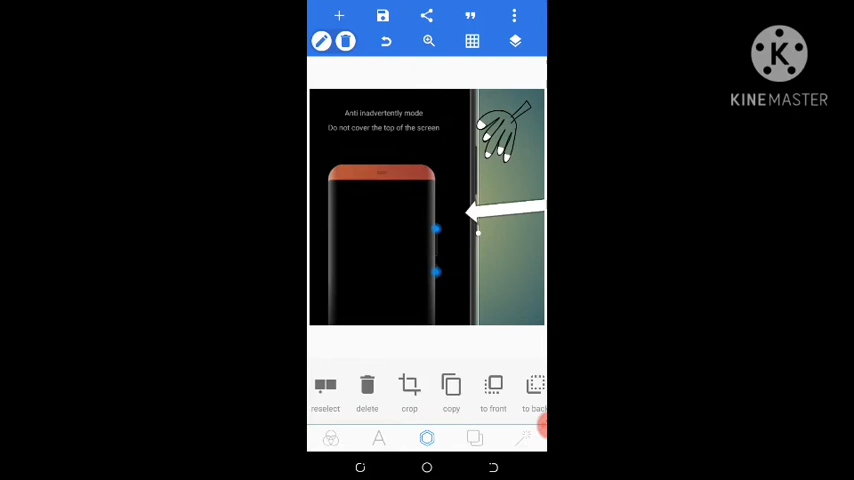 K
KINEMASTER
Anti inadvertently mode
Do not cover the top of the screen
reselect
delete
crop
copy
to front
to back
A